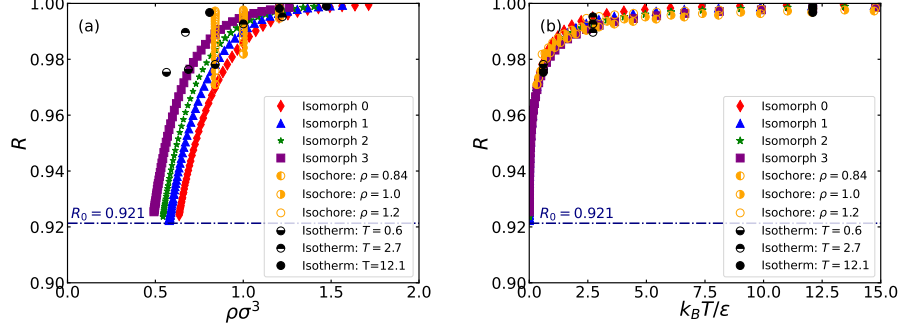 1.00
0.98
0.96
0.94
0.92
0.90
R
(a)
R₀ = 0.921
Isomorph 0
Isomorph 1
Isomorph 2
Isomorph 3
Isochore: ρ = 0.84
Isochore: ρ = 1.0
Isochore: ρ = 1.2
Isotherm: T = 0.6
Isotherm: T = 2.7
Isotherm: T=12.1
0.0 0.5 1.0 1.5 2.0
ρσ³
1.00
0.98
0.96
0.94
0.92
0.90
R
(b)
R₀ = 0.921
Isomorph 0
Isomorph 1
Isomorph 2
Isomorph 3
Isochore: ρ = 0.84
Isochore: ρ = 1.0
Isochore: ρ = 1.2
Isotherm: T = 0.6
Isotherm: T = 2.7
Isotherm: T = 12.1
0.0 2.5 5.0 7.5 10.0 12.5 15.0
k_BT/ε